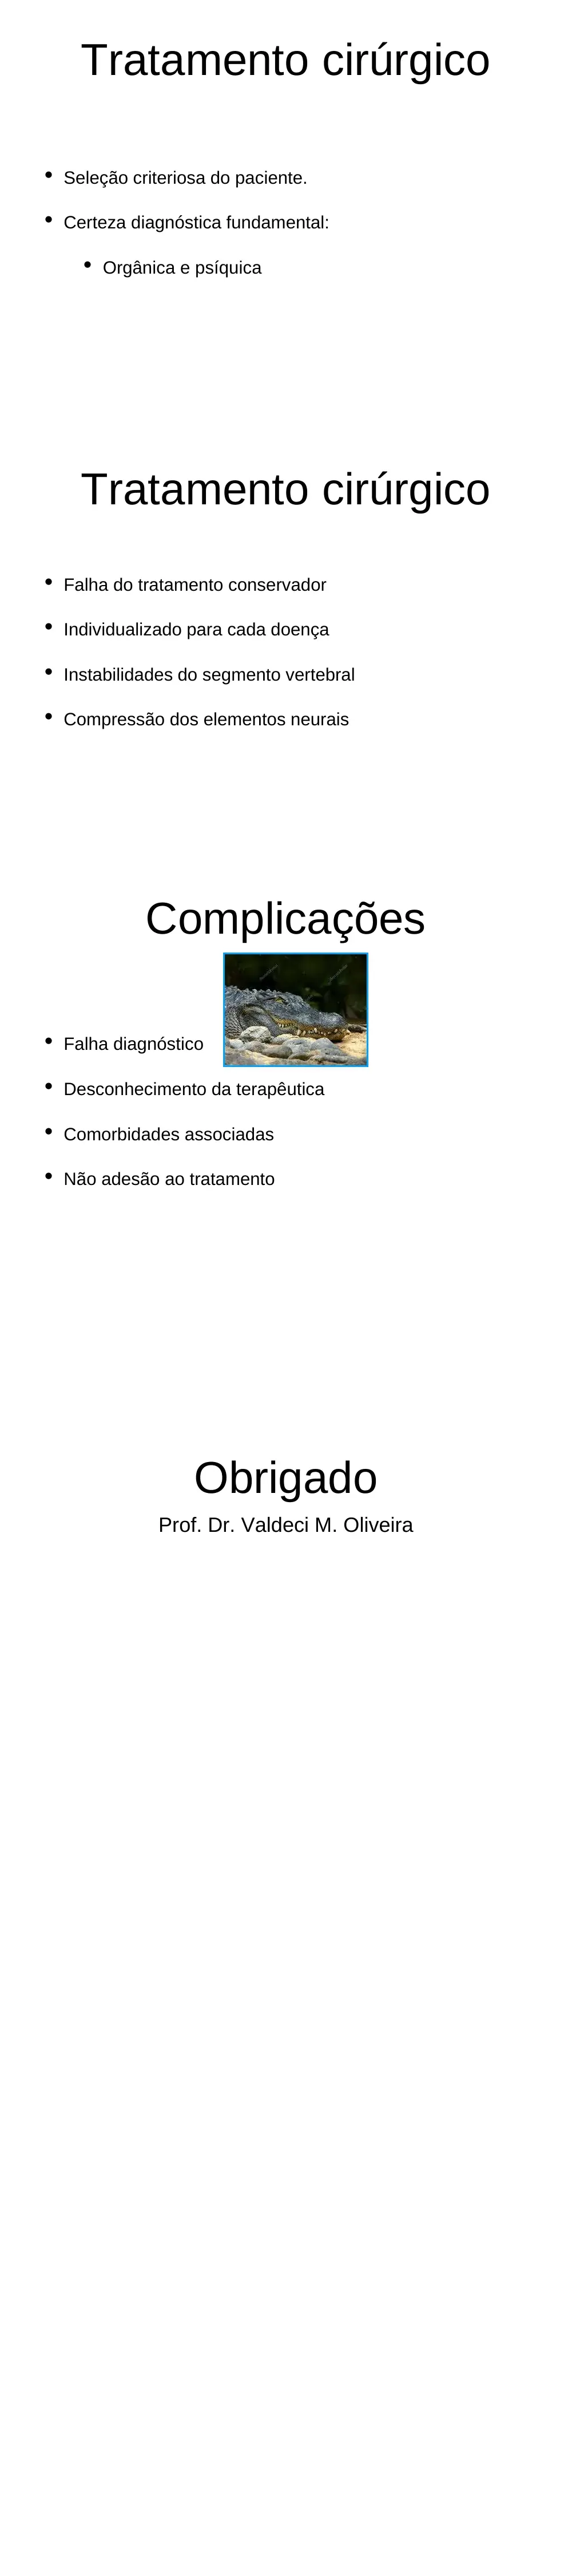 Tratamento cirúrgico
• Seleção criteriosa do paciente.
• Certeza diagnóstica fundamental:
• Orgânica e psíquica
Tratamento cirúrgico
• Falha do tratamento conservador
• Individualizado para cada doença
• Instabilidades do segmento vertebral
• Compressão dos elementos neurais
Complicações
• Falha diagnóstico
• Desconhecimento da terapêutica
• Comorbidades associadas
• Não adesão ao tratamento
Obrigado
Prof. Dr. Valdeci M. Oliveira